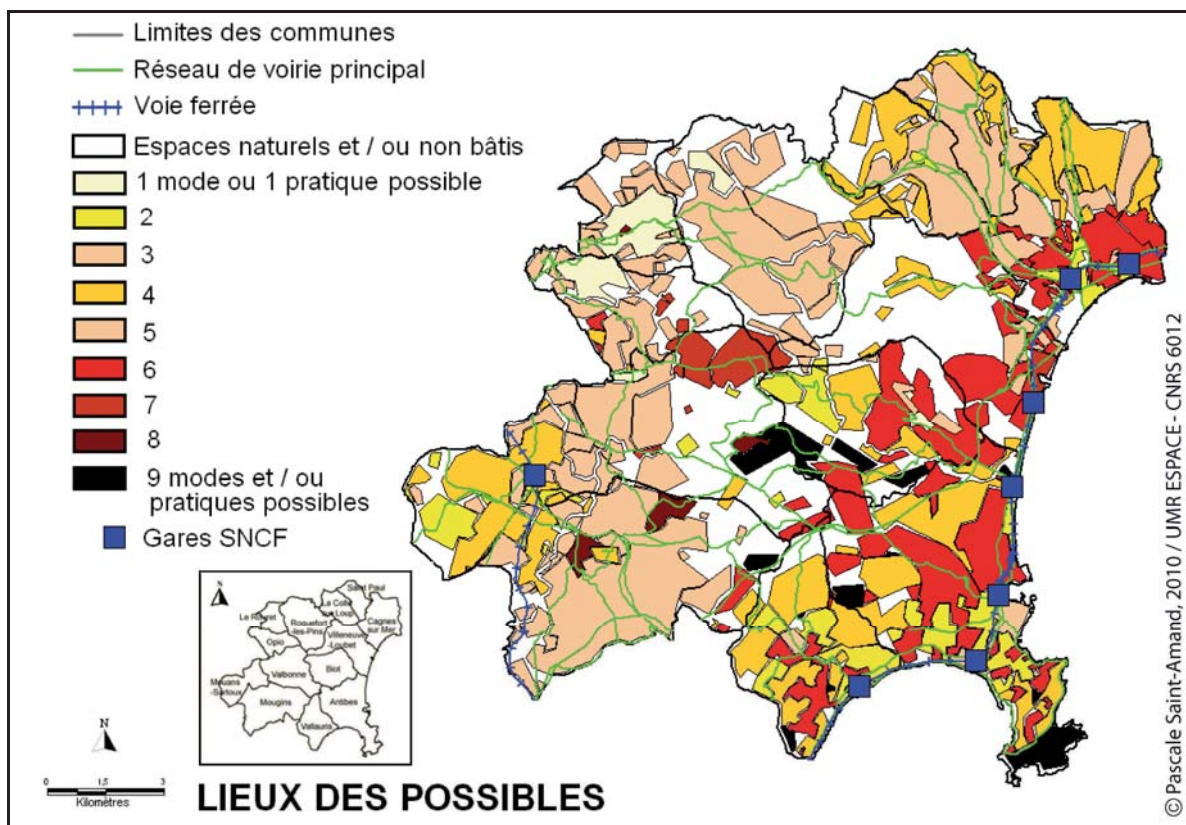 Limites des communes
Réseau de voirie principal
Voie ferrée
Espaces naturels et / ou non bâtis
1 mode ou 1 pratique possible
2
3
4
5
6
7
8
9 modes et / ou
pratiques possibles
Gares SNCF
N
Saint Paul
La Colle
sur Loup
Le Rouret
Roquefort
-les-Pins
Cagnes
sur Mer
Villeneuve
-Loubet
Opio
Valbonne
Biot
Mouans
-Sartoux
Mougins
Antibes
Vallauris
N
0 1,5 3
Kilomètres
LIEUX DES POSSIBLES
© Pascale Saint-Amand, 2010 / UMR ESPACE - CNRS 6012